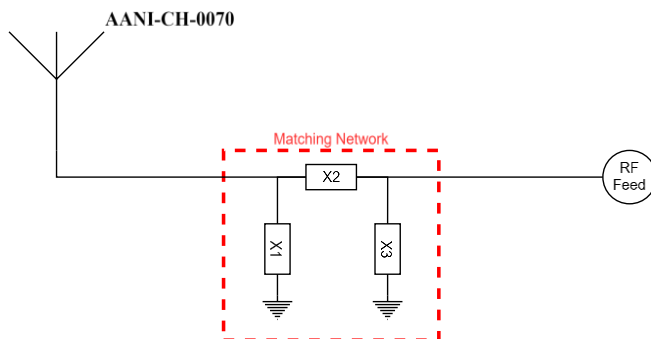 AANI-CH-0070
Matching Network
X2
RF
Feed
X1
X3